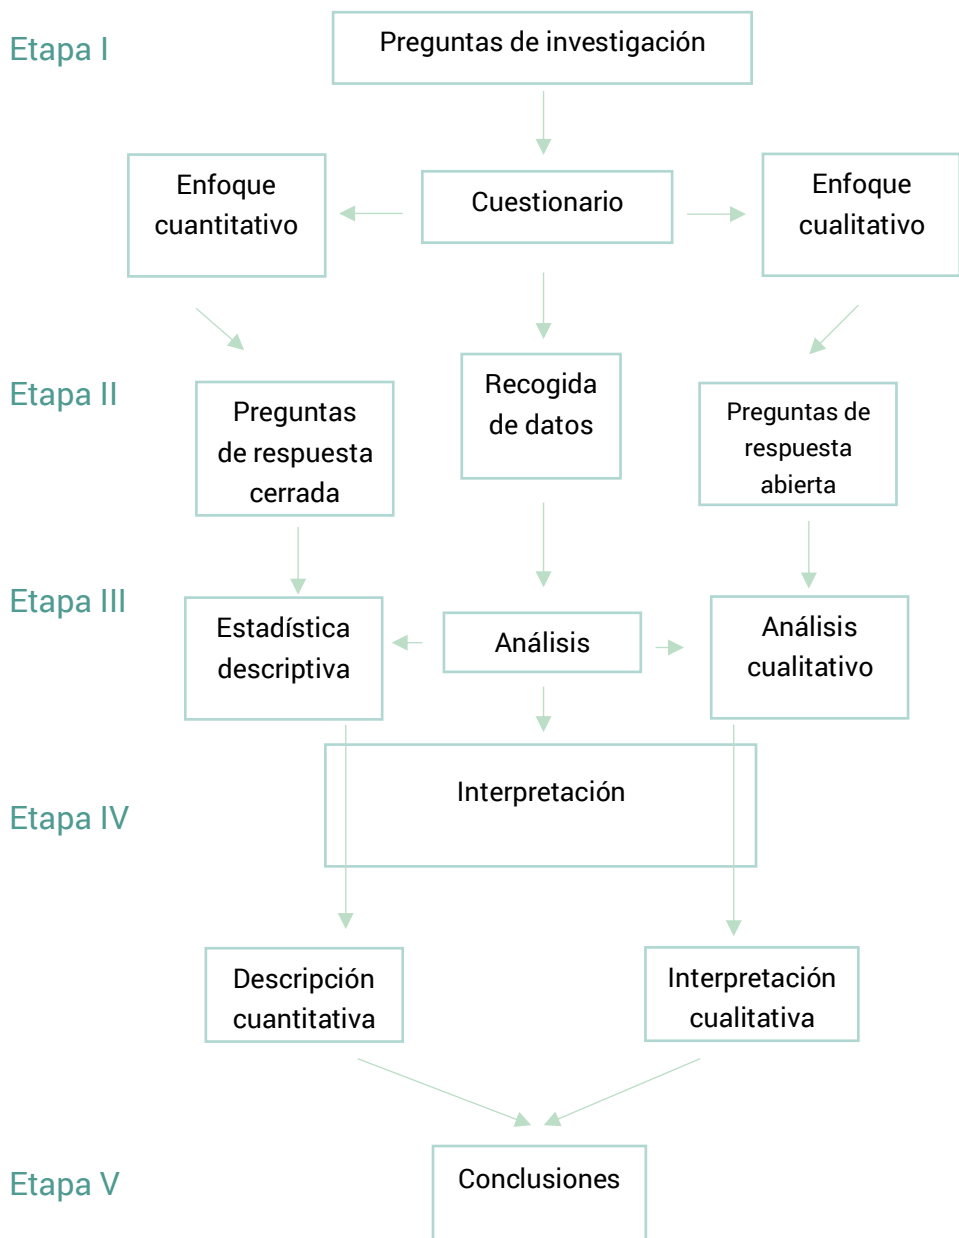 Etapa I
Preguntas de investigación
Enfoque
cuantitativo
Cuestionario
Enfoque
cualitativo
Etapa II
Preguntas
de respuesta
cerrada
Recogida
de datos
Preguntas de
respuesta
abierta
Etapa III
Estadística
descriptiva
Análisis
Análisis
cualitativo
Etapa IV
Interpretación
Descripción
cuantitativa
Interpretación
cualitativa
Etapa V
Conclusiones